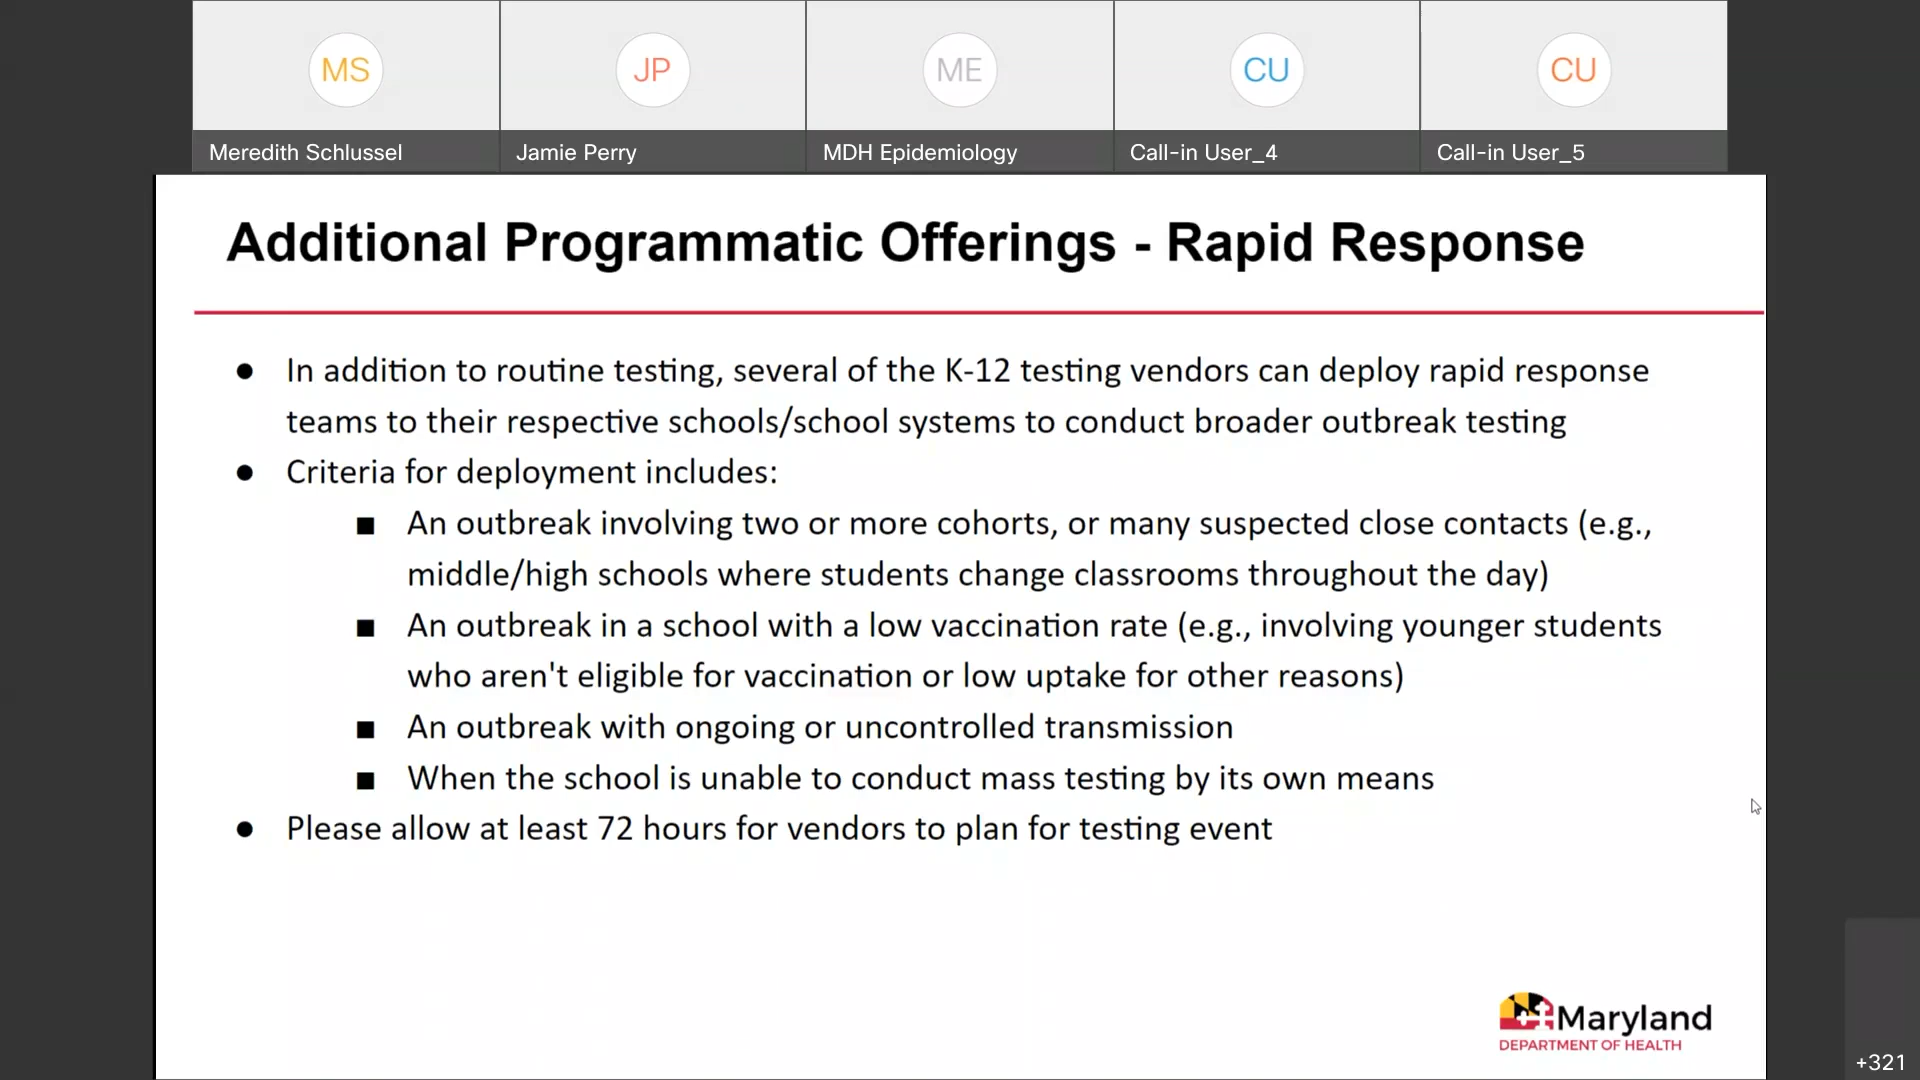 MS
JP
ME
CU
CU
Meredith Schlussel
Jamie Perry
MDH Epidemiology
Call-in User_4
Call-in User_5
Additional Programmatic Offerings - Rapid Response
● In addition to routine testing, several of the K-12 testing vendors can deploy rapid response
teams to their respective schools/school systems to conduct broader outbreak testing
● Criteria for deployment includes:
■ An outbreak involving two or more cohorts, or many suspected close contacts (e.g.,
middle/high schools where students change classrooms throughout the day)
■ An outbreak in a school with a low vaccination rate (e.g., involving younger students
who aren't eligible for vaccination or low uptake for other reasons)
■ An outbreak with ongoing or uncontrolled transmission
■ When the school is unable to conduct mass testing by its own means
● Please allow at least 72 hours for vendors to plan for testing event
Maryland
DEPARTMENT OF HEALTH
+321